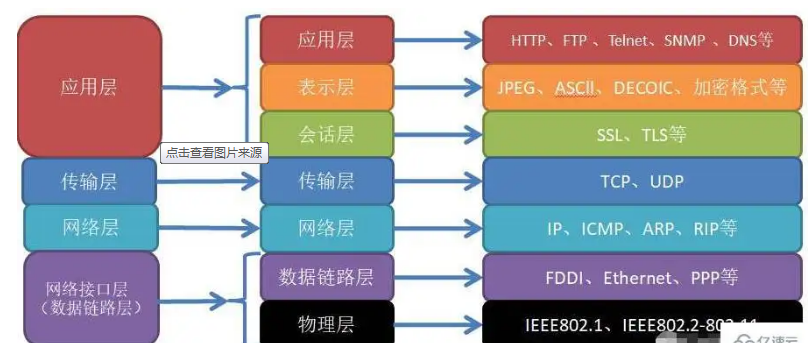 应用层
应用层
HTTP、FTP 、Telnet、SNMP 、DNS等
表示层
JPEG、ASCll、DECOIC、加密格式等
会话层
SSL、TLS等
点击查看图片来源
传输层
传输层
TCP、UDP
网络层
网络层
IP、ICMP、ARP、RIP等
网络接口层
（数据链路层）
数据链路层
FDDI、Ethernet、PPP等
物理层
IEEE802.1、IEEE802.2-802.11
亿速云